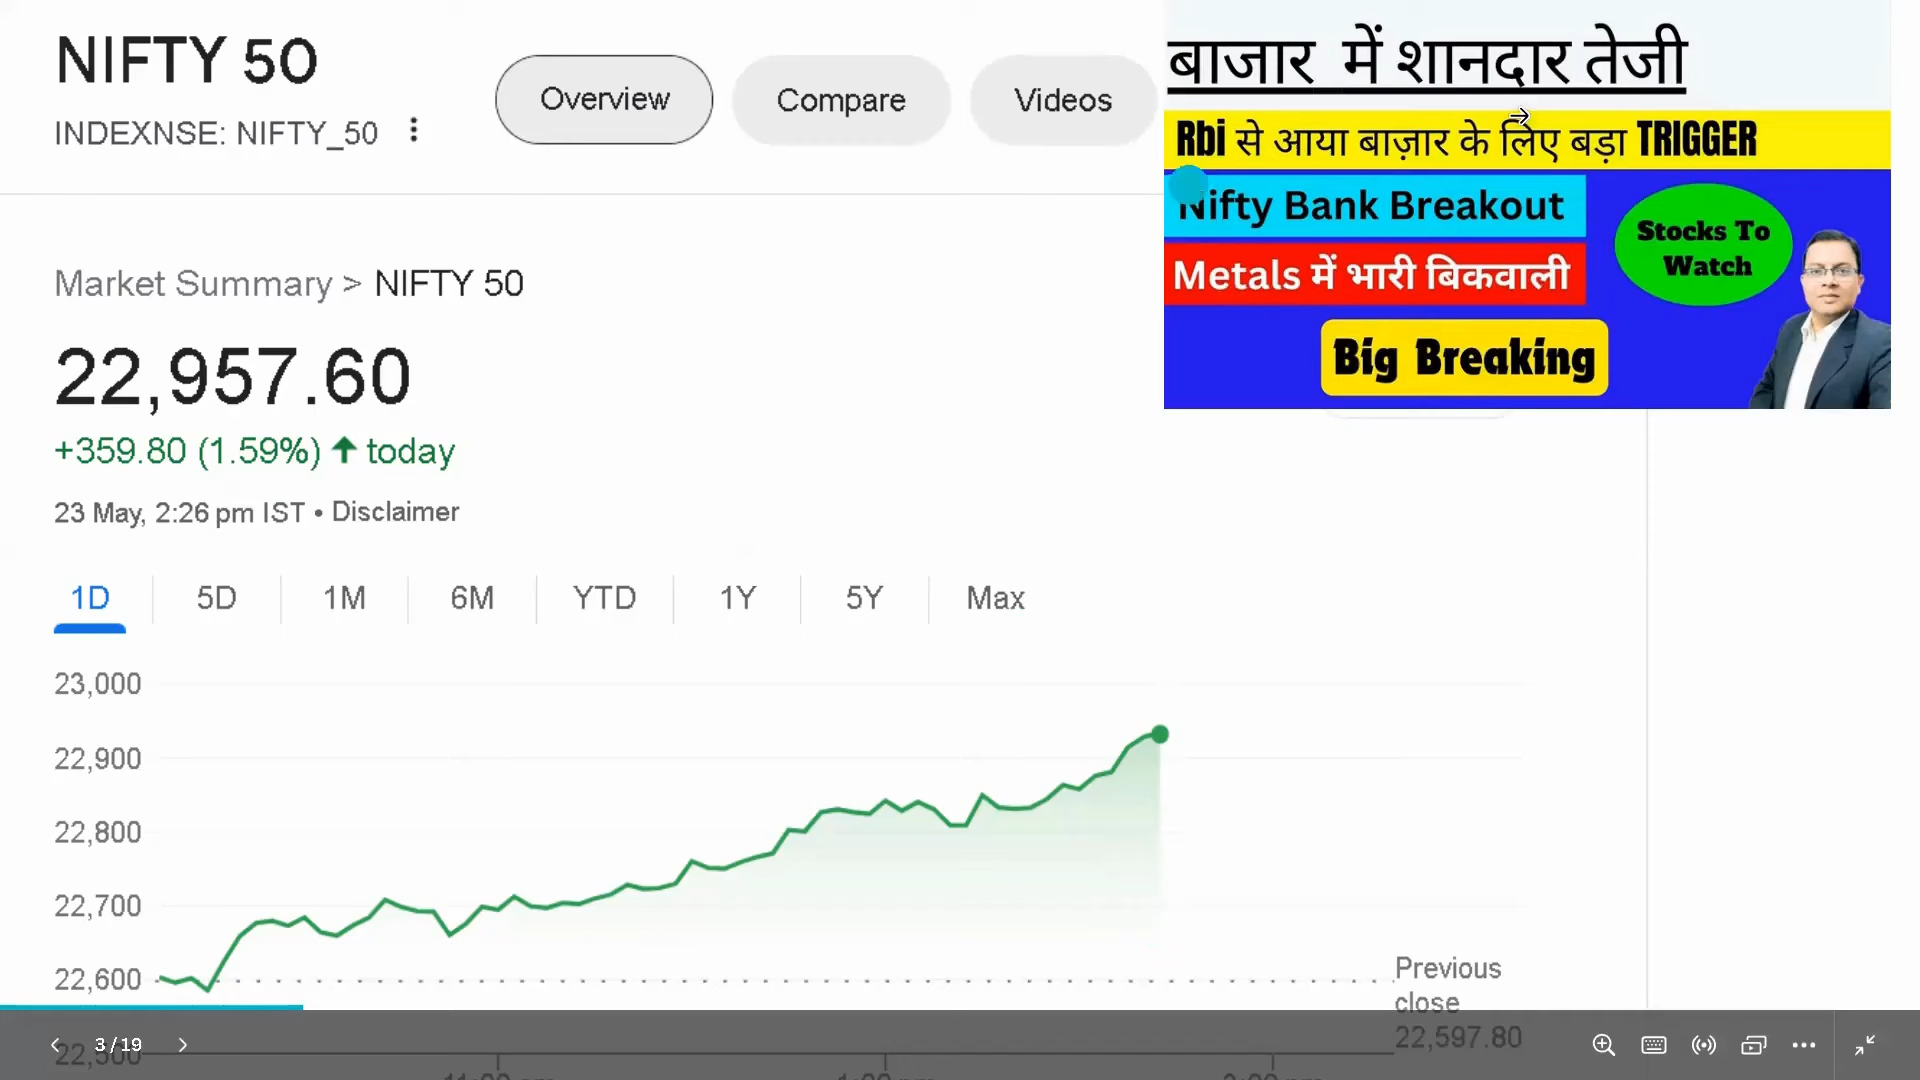 NIFTY 50
INDEXNSE: NIFTY_50
Overview
Compare
Videos
बाजार में शानदार तेजी
Rbi से आया बाज़ार के लिए बड़ा TRIGGER
Nifty Bank Breakout
Metals में भारी बिकवाली
Stocks To
Watch
Big Breaking
Market Summary > NIFTY 50
22,957.60
+359.80 (1.59%) ↑ today
23 May, 2:26 pm IST • Disclaimer
1D 5D 1M 6M YTD 1Y 5Y Max
23,000
22,900
22,800
22,700
22,600
Previous
close
22,597.80
22,500
3/19